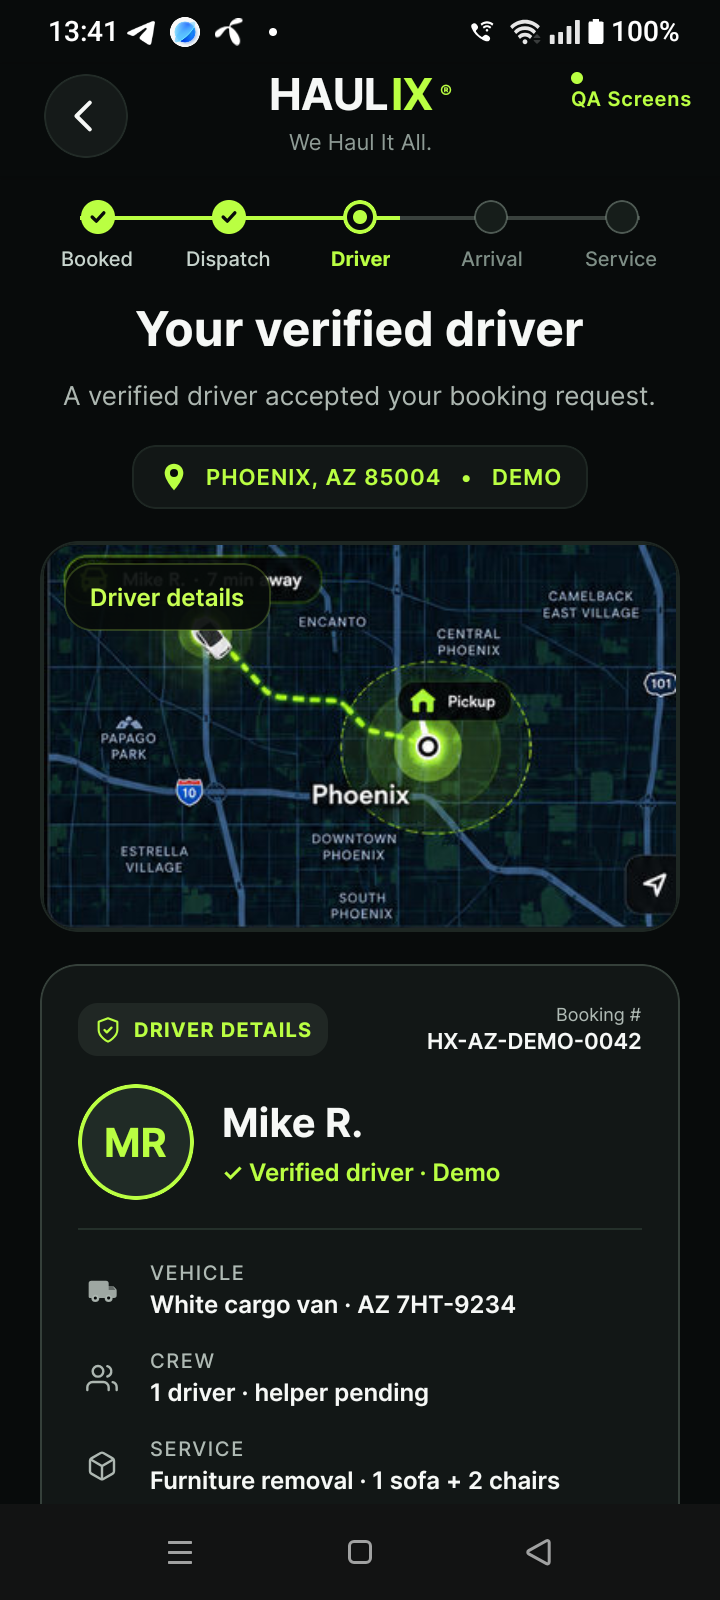 13:41
100%
HAULIX ®
We Haul It All.
QA Screens
Booked
Dispatch
Driver
Arrival
Service
Your verified driver
A verified driver accepted your booking request.
PHOENIX, AZ 85004 • DEMO
Mike R. · 7 min away
Driver details
ENCANTO
CAMELBACK
EAST VILLAGE
CENTRAL
PHOENIX
101
Pickup
PAPAGO
PARK
10
Phoenix
DOWNTOWN
PHOENIX
ESTRELLA
VILLAGE
SOUTH
PHOENIX
DRIVER DETAILS
Booking #
HX-AZ-DEMO-0042
MR
Mike R.
✓ Verified driver · Demo
VEHICLE
White cargo van · AZ 7HT-9234
CREW
1 driver · helper pending
SERVICE
Furniture removal · 1 sofa + 2 chairs